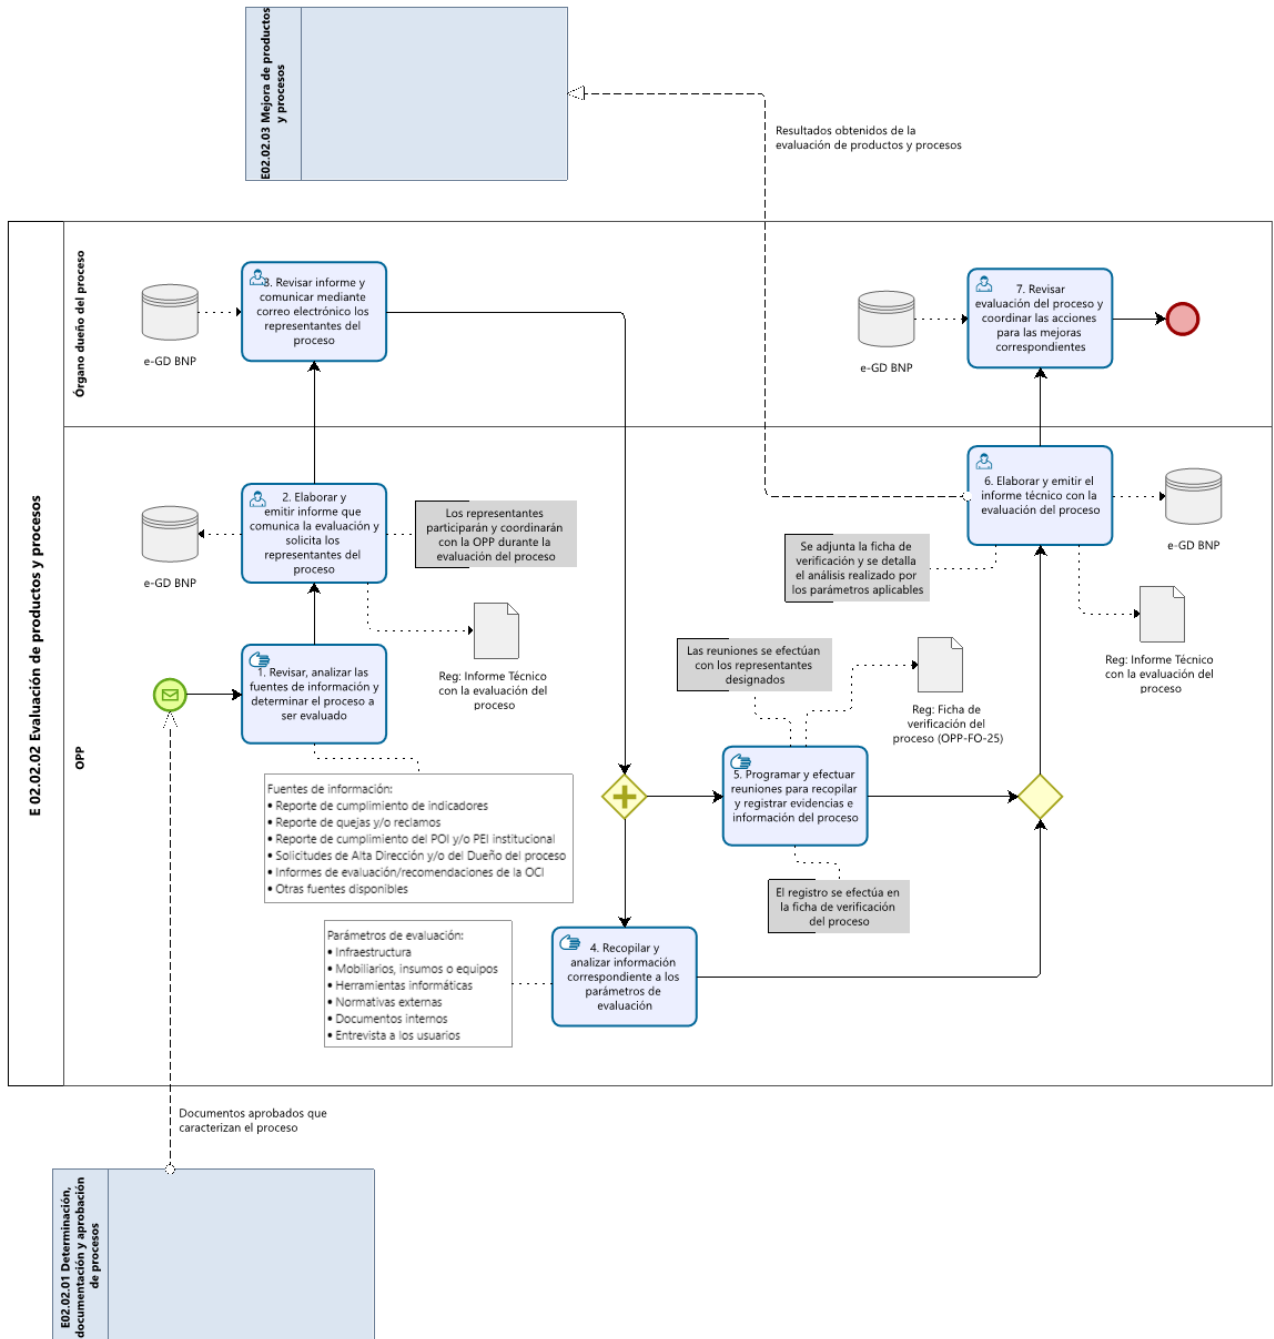 E02.02.03 Mejora de productos
y procesos
Resultados obtenidos de la
evaluación de productos y procesos
E 02.02.02 Evaluación de productos y procesos
Órgano dueño del proceso
e-GD BNP
3. Revisar informe y
comunicar mediante
correo electrónico los
representantes del
proceso
e-GD BNP
7. Revisar
evaluación del proceso y
coordinar las acciones
para las mejoras
correspondientes
OPP
e-GD BNP
2. Elaborar y
emitir informe que
comunica la evaluación y
solicita los
representantes del
proceso
Los representantes
participarán y coordinarán
con la OPP durante la
evaluación del proceso
6. Elaborar y emitir el
informe técnico con la
evaluación del proceso
e-GD BNP
Se adjunta la ficha de
verificación y se detalla
el análisis realizado por
los parámetros aplicables
Reg: Informe Técnico
con la evaluación del
proceso
Reg: Informe Técnico
con la evaluación del
proceso
1. Revisar, analizar las
fuentes de información y
determinar el proceso a
ser evaluado
Las reuniones se efectúan
con los representantes
designados
Reg: Ficha de
verificación del
proceso (OPP-FO-25)
Fuentes de información:
• Reporte de cumplimiento de indicadores
• Reporte de quejas y/o reclamos
• Reporte de cumplimiento del POI y/o PEI institucional
• Solicitudes de Alta Dirección y/o del Dueño del proceso
• Informes de evaluación/recomendaciones de la OCI
• Otras fuentes disponibles
5. Programar y efectuar
reuniones para recopilar
y registrar evidencias e
información del proceso
El registro se efectúa en
la ficha de verificación
del proceso
Parámetros de evaluación:
• Infraestructura
• Mobiliarios, insumos o equipos
• Herramientas informáticas
• Normativas externas
• Documentos internos
• Entrevista a los usuarios
4. Recopilar y
analizar información
correspondiente a los
parámetros de
evaluación
Documentos aprobados que
caracterizan el proceso
E02.02.01 Determinación,
documentación y aprobación
de procesos